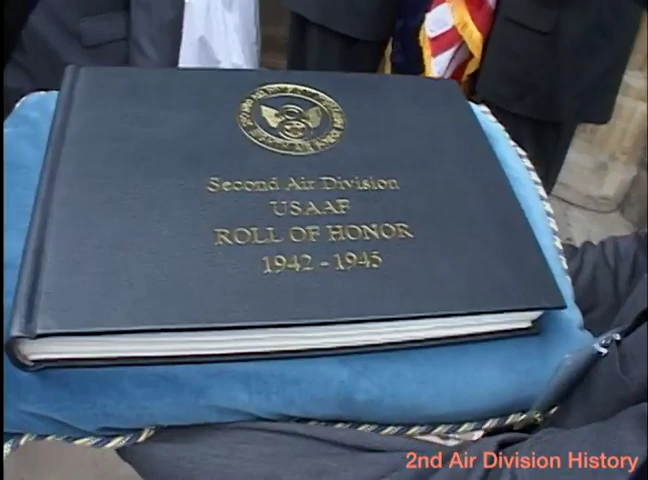 Second Air Division
USAAF
ROLL OF HONOR
1942 - 1945
2nd Air Division History